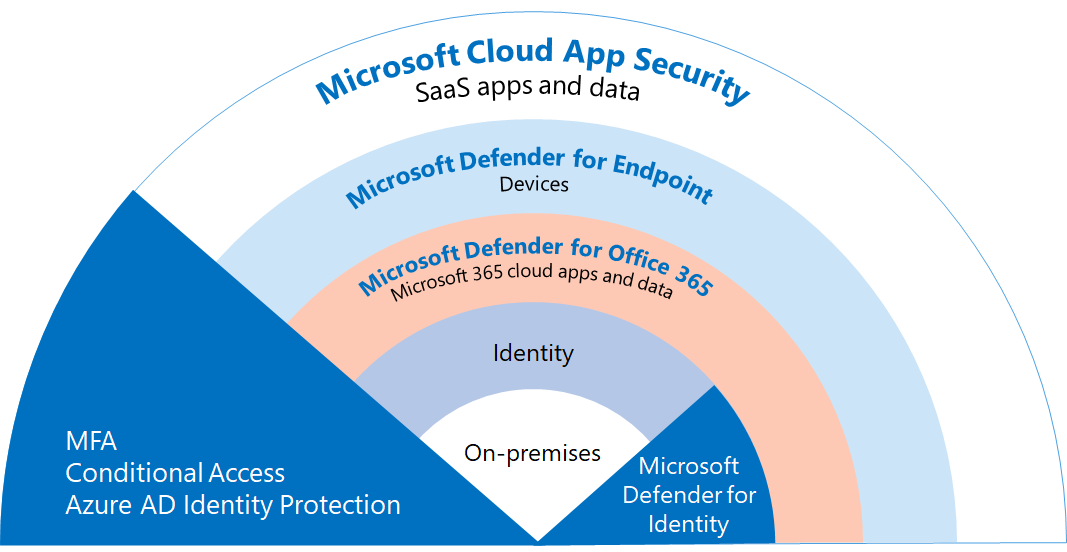 Microsoft Cloud App Security
SaaS apps and data
Microsoft Defender for Endpoint
Devices
Microsoft Defender for Office 365
Microsoft 365 cloud apps and data
Identity
On-premises
MFA
Conditional Access
Azure AD Identity Protection
Microsoft
Defender for
Identity